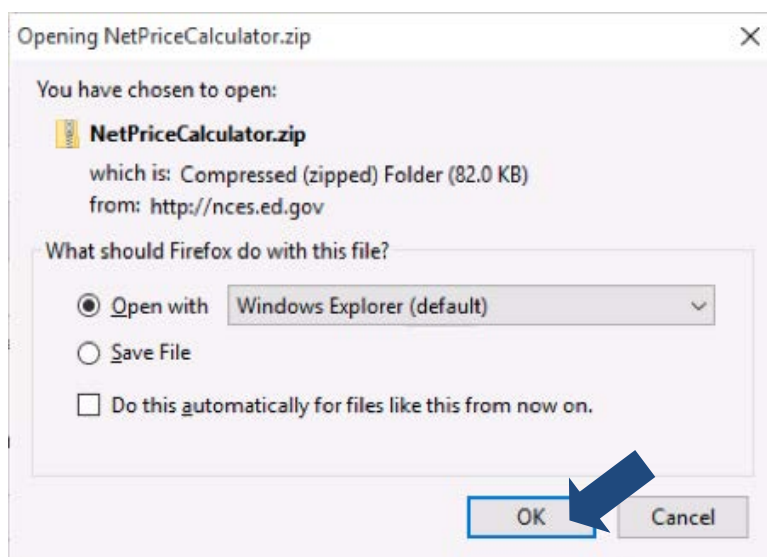 Opening NetPriceCalculator.zip
You have chosen to open:
NetPriceCalculator.zip
which is: Compressed (zipped) Folder (82.0 KB)
from: http://nces.ed.gov
What should Firefox do with this file?
Open with Windows Explorer (default)
Save File
Do this automatically for files like this from now on.
OK Cancel